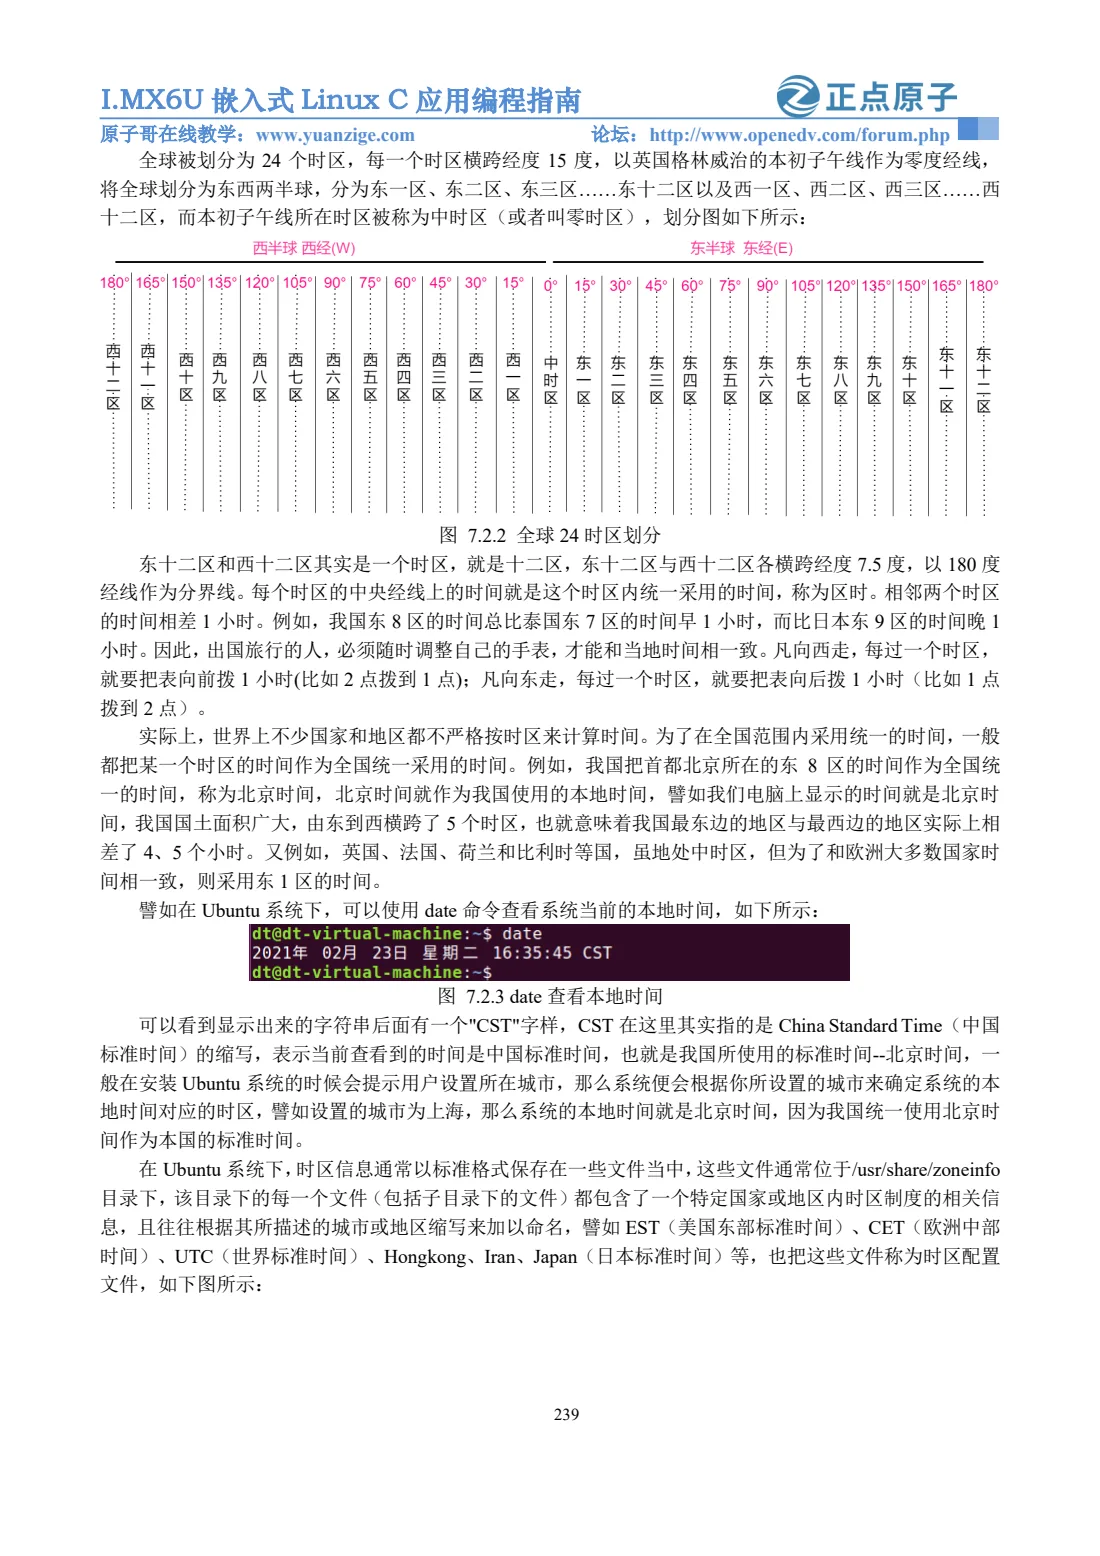 I.MX6U 嵌入式 Linux C 应用编程指南
正点原子
原子哥在线教学：www.yuanzige.com 论坛：http://www.openedv.com/forum.php
全球被划分为 24 个时区，每一个时区横跨经度 15 度，以英国格林威治的本初子午线作为零度经线，
将全球划分为东西两半球，分为东一区、东二区、东三区……东十二区以及西一区、西二区、西三区……西
十二区，而本初子午线所在时区被称为中时区（或者叫零时区），划分图如下所示：
西半球 西经(W) 东半球 东经(E)
180° 165° 150° 135° 120° 105° 90° 75° 60° 45° 30° 15° 0° 15° 30° 45° 60° 75° 90° 105° 120° 135° 150° 165° 180°
西十二区 西十一区 西十区 西九区 西八区 西七区 西六区 西五区 西四区 西三区 西二区 西一区 中时区 东一区 东二区 东三区 东四区 东五区 东六区 东七区 东八区 东九区 东十区 东十一区 东十二区
图 7.2.2 全球 24 时区划分
东十二区和西十二区其实是一个时区，就是十二区，东十二区与西十二区各横跨经度 7.5 度，以 180 度
经线作为分界线。每个时区的中央经线上的时间就是这个时区内统一采用的时间，称为区时。相邻两个时区
的时间相差 1 小时。例如，我国东 8 区的时间总比泰国东 7 区的时间早 1 小时，而比日本东 9 区的时间晚 1
小时。因此，出国旅行的人，必须随时调整自己的手表，才能和当地时间相一致。凡向西走，每过一个时区，
就要把表向前拨 1 小时(比如 2 点拨到 1 点)；凡向东走，每过一个时区，就要把表向后拨 1 小时（比如 1 点
拨到 2 点）。
实际上，世界上不少国家和地区都不严格按时区来计算时间。为了在全国范围内采用统一的时间，一般
都把某一个时区的时间作为全国统一采用的时间。例如，我国把首都北京所在的东 8 区的时间作为全国统
一的时间，称为北京时间，北京时间就作为我国使用的本地时间，譬如我们电脑上显示的时间就是北京时
间，我国国土面积广大，由东到西横跨了 5 个时区，也就意味着我国最东边的地区与最西边的地区实际上相
差了 4、5 个小时。又例如，英国、法国、荷兰和比利时等国，虽地处中时区，但为了和欧洲大多数国家时
间相一致，则采用东 1 区的时间。
譬如在 Ubuntu 系统下，可以使用 date 命令查看系统当前的本地时间，如下所示：
dt@dt-virtual-machine:~$ date
2021年 02月 23日 星期二 16:35:45 CST
dt@dt-virtual-machine:~$
图 7.2.3 date 查看本地时间
可以看到显示出来的字符串后面有一个"CST"字样，CST 在这里其实指的是 China Standard Time（中国
标准时间）的缩写，表示当前查看到的时间是中国标准时间，也就是我国所使用的标准时间--北京时间，一
般在安装 Ubuntu 系统的时候会提示用户设置所在城市，那么系统便会根据你所设置的城市来确定系统的本
地时间对应的时区，譬如设置的城市为上海，那么系统的本地时间就是北京时间，因为我国统一使用北京时
间作为本国的标准时间。
在 Ubuntu 系统下，时区信息通常以标准格式保存在一些文件当中，这些文件通常位于/usr/share/zoneinfo
目录下，该目录下的每一个文件（包括子目录下的文件）都包含了一个特定国家或地区内时区制度的相关信
息，且往往根据其所描述的城市或地区缩写来加以命名，譬如 EST（美国东部标准时间）、CET（欧洲中部
时间）、UTC（世界标准时间）、Hongkong、Iran、Japan（日本标准时间）等，也把这些文件称为时区配置
文件，如下图所示：
239